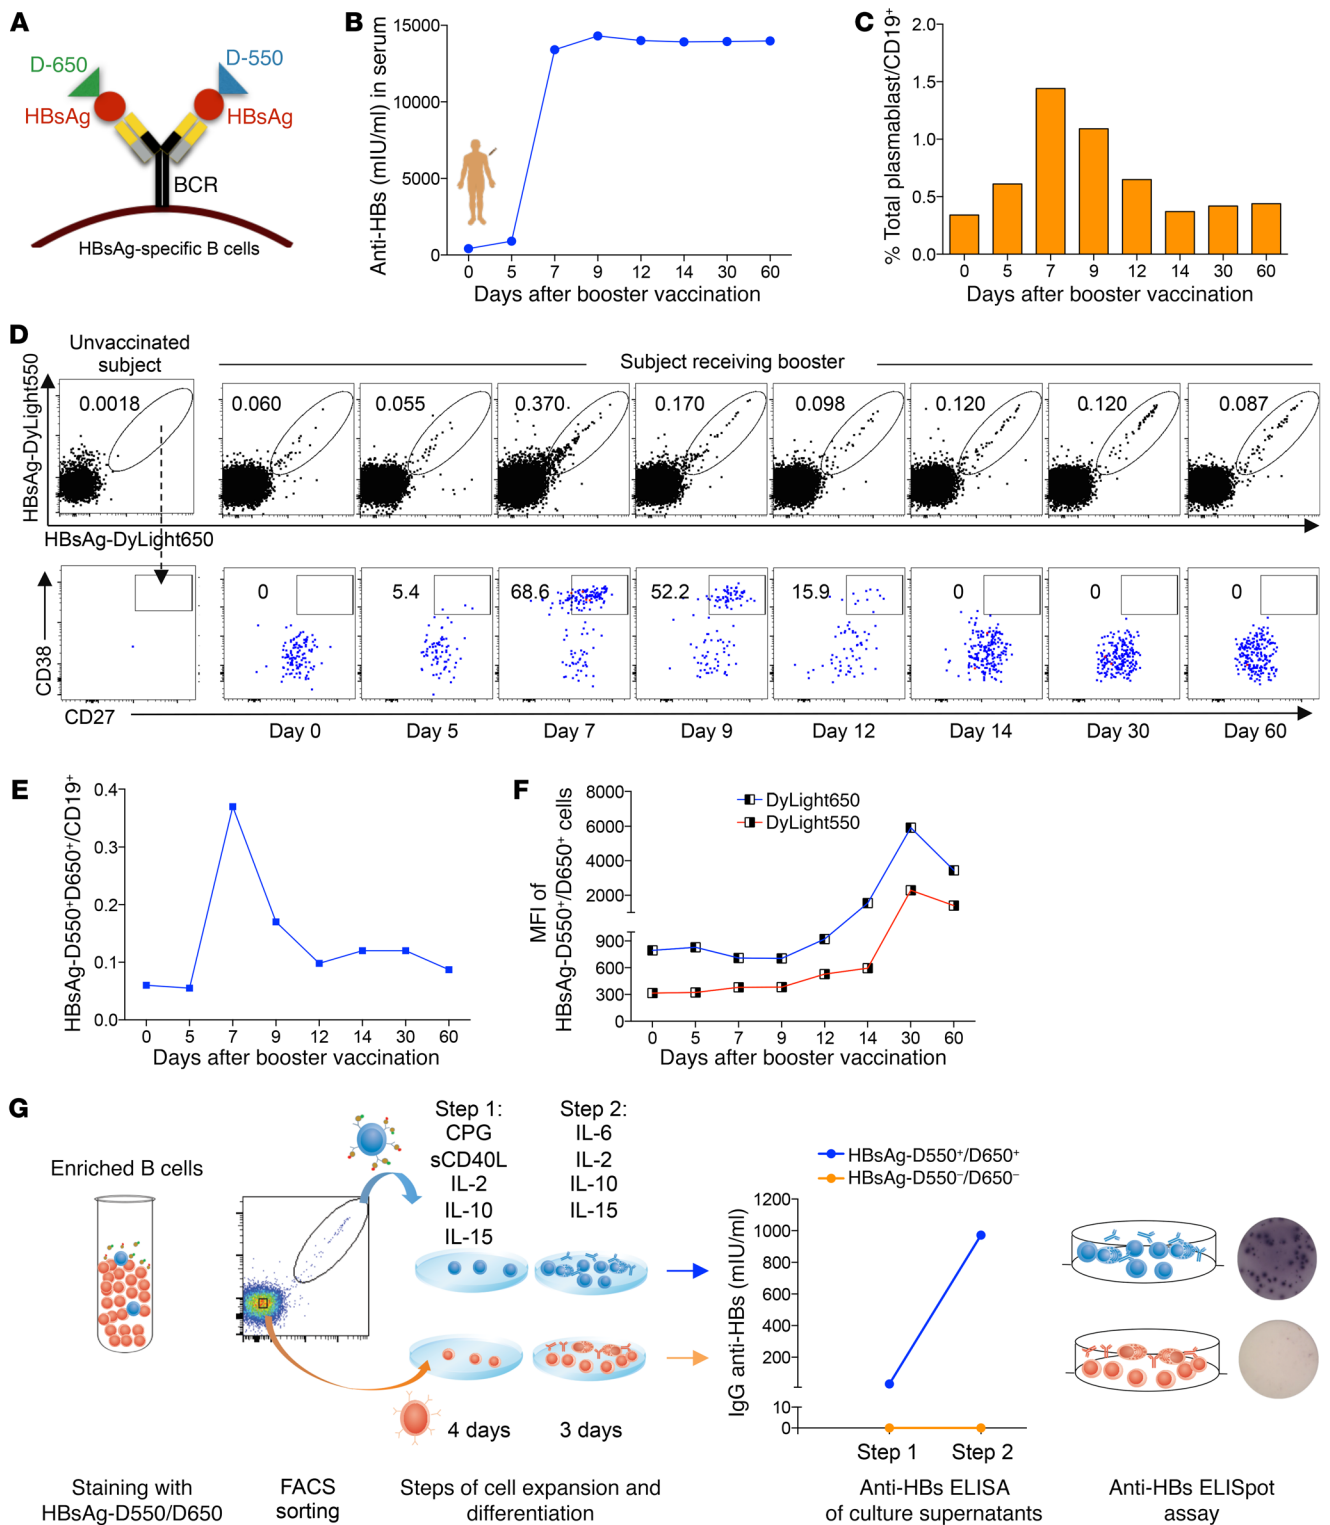 A
D-650
D-550
HBsAg
HBsAg
BCR
HBsAg-specific B cells
B
Anti-HBs (mIU/ml) in serum
15000
10000
5000
0
0 5 7 9 12 14 30 60
Days after booster vaccination
C
% Total plasmablast/CD19+
2.0
1.5
1.0
0.5
0.0
0 5 7 9 12 14 30 60
Days after booster vaccination
D
Unvaccinated
subject
Subject receiving booster
HBsAg-DyLight550
0.0018 0.060 0.055 0.370 0.170 0.098 0.120 0.120 0.087
HBsAg-DyLight650
CD38
0 5.4 68.6 52.2 15.9 0 0 0
CD27
Day 0 Day 5 Day 7 Day 9 Day 12 Day 14 Day 30 Day 60
E
HBsAg-D550+D650+/CD19+
0.4
0.3
0.2
0.1
0.0
0 5 7 9 12 14 30 60
Days after booster vaccination
F
MFI of
HBsAg-D550+/D650+ cells
DyLight650
DyLight550
8000
6000
4000
2000
900
600
300
0
0 5 7 9 12 14 30 60
Days after booster vaccination
G
Enriched B cells
Step 1:
CPG
sCD40L
IL-2
IL-10
IL-15
Step 2:
IL-6
IL-2
IL-10
IL-15
4 days
3 days
HBsAg-D550+/D650+
HBsAg-D550–/D650–
IgG anti-HBs (mIU/ml)
1200
1000
800
600
400
200
10
0
Step 1 Step 2
Staining with
HBsAg-D550/D650
FACS
sorting
Steps of cell expansion and
differentiation
Anti-HBs ELISA
of culture supernatants
Anti-HBs ELISpot
assay